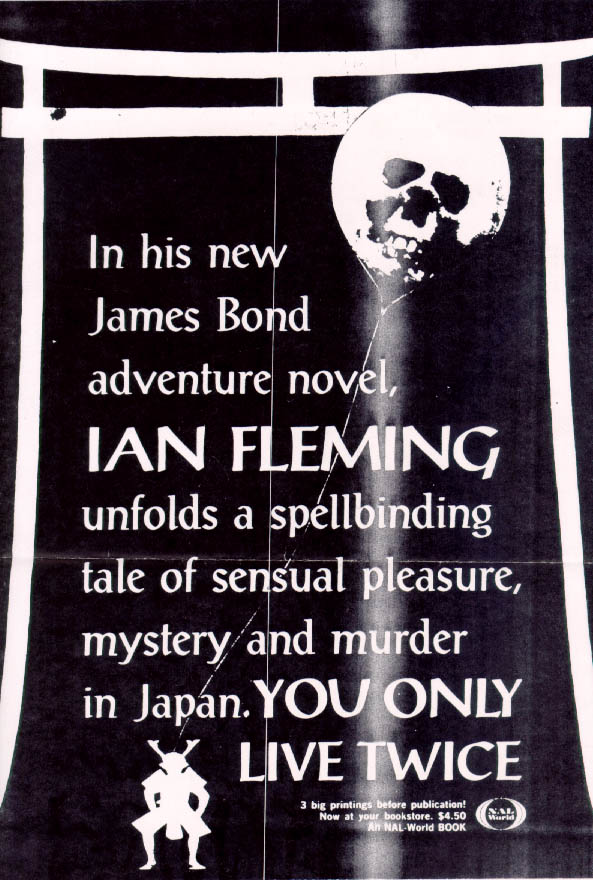 In his new
James Bond
adventure novel,
IAN FLEMING
unfolds a spellbinding
tale of sensual pleasure,
mystery and murder
in Japan. YOU ONLY
LIVE TWICE
3 big printings before publication!
Now at your bookstore. $4.50
An NAL-World BOOK
NAL
World